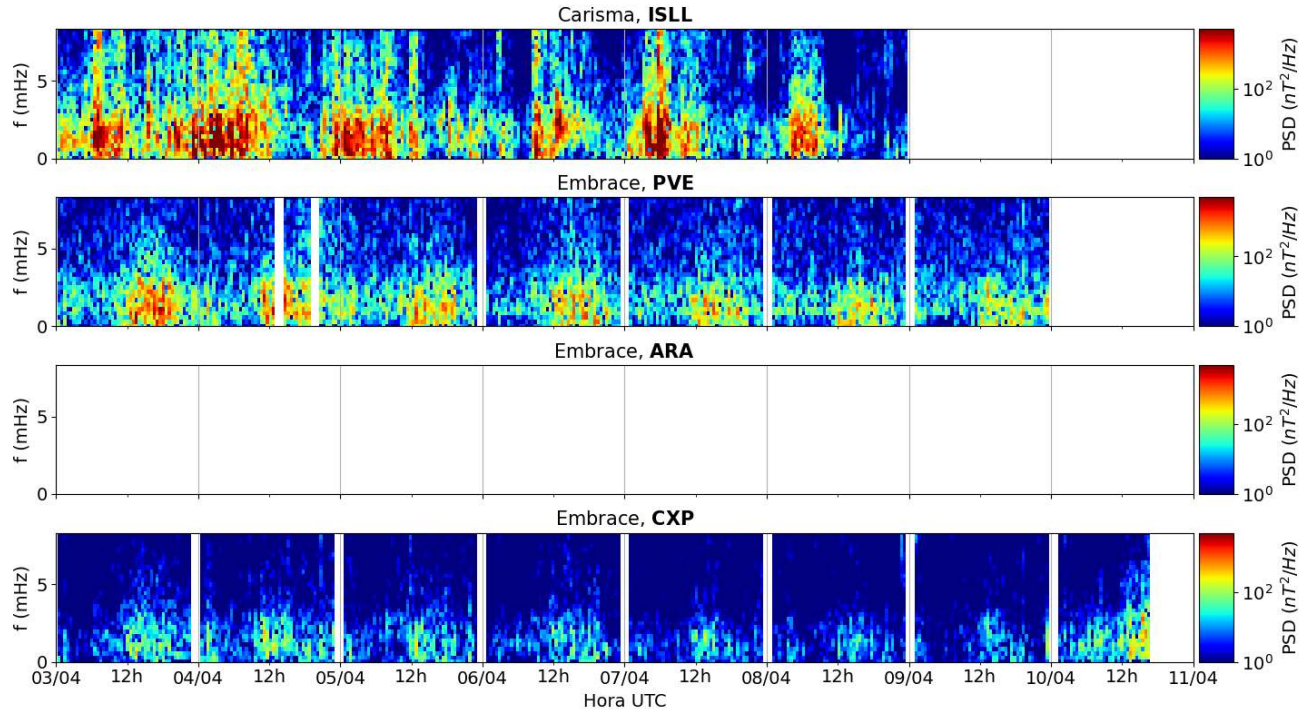 Carisma, ISLL
5
0
f (mHz)
10²
10⁰
PSD (nT²/Hz)
Embrace, PVE
5
0
f (mHz)
10²
10⁰
PSD (nT²/Hz)
Embrace, ARA
5
0
f (mHz)
10²
10⁰
PSD (nT²/Hz)
Embrace, CXP
5
0
f (mHz)
10²
10⁰
PSD (nT²/Hz)
03/04 12h 04/04 12h 05/04 12h 06/04 12h 07/04 12h 08/04 12h 09/04 12h 10/04 12h 11/04
Hora UTC